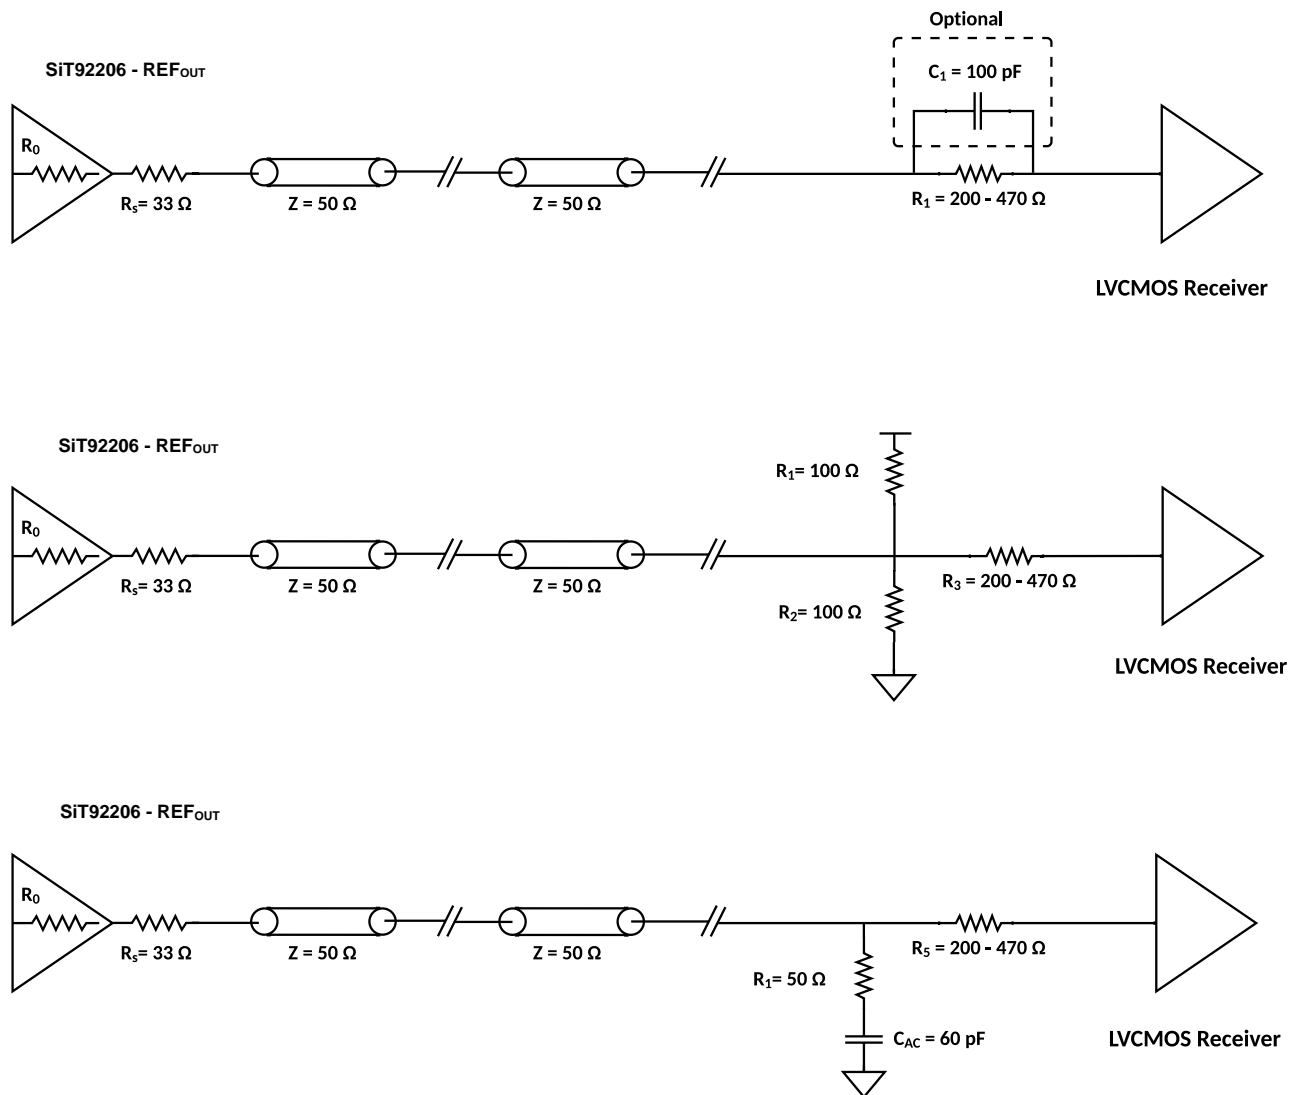 Optional
SiT92206 - REFOUT
C1 = 100 pF
R0
Rs= 33 Ω
Z = 50 Ω
Z = 50 Ω
R1 = 200 - 470 Ω
LVCMOS Receiver
SiT92206 - REFOUT
R1= 100 Ω
R0
Rs= 33 Ω
Z = 50 Ω
Z = 50 Ω
R3 = 200 - 470 Ω
R2= 100 Ω
LVCMOS Receiver
SiT92206 - REFOUT
R0
Rs= 33 Ω
Z = 50 Ω
Z = 50 Ω
R5 = 200 - 470 Ω
R1= 50 Ω
CAC = 60 pF
LVCMOS Receiver